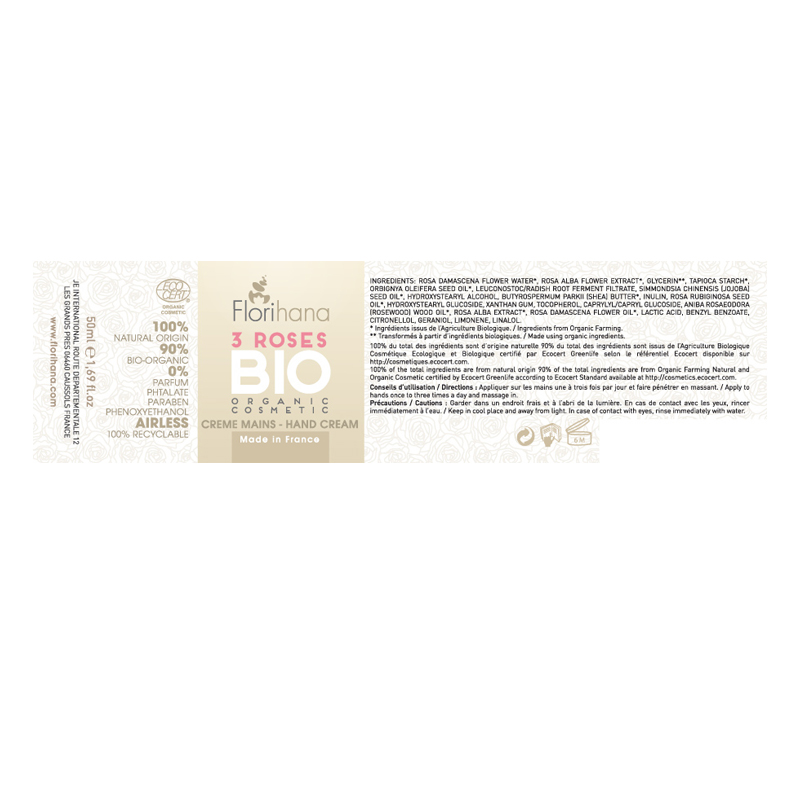 JE INTERNATIONAL ROUTE DEPARTEMENTALE 12
LES GRANDS PRES 06460 CAUSSOLS FRANCE
www.florihana.com
50ml e 1,69 fl.oz
ECO
CERT
ORGANIC
COSMETIC
100%
NATURAL ORIGIN
90%
BIO-ORGANIC
0%
PARFUM
PHTALATE
PARABEN
PHENOXYETHANOL
AIRLESS
100% RECYCLABLE
Florihana
3 ROSES
BIO
ORGANIC
COSMETIC
CREME MAINS - HAND CREAM
Made in France
INGREDIENTS: ROSA DAMASCENA FLOWER WATER*, ROSA ALBA FLOWER EXTRACT*, GLYCERIN**, TAPIOCA STARCH*,
ORBIGNYA OLEIFERA SEED OIL*, LEUCONOSTOC/RADISH ROOT FERMENT FILTRATE, SIMMONDSIA CHINENSIS (JOJOBA)
SEED OIL*, HYDROXYSTEARYL ALCOHOL, BUTYROSPERMUM PARKII (SHEA) BUTTER*, INULIN, ROSA RUBIGINOSA SEED
OIL*, HYDROXYSTEARYL GLUCOSIDE, XANTHAN GUM, TOCOPHEROL, CAPRYLYL/CAPRYL GLUCOSIDE, ANIBA ROSAEODORA
(ROSEWOOD) WOOD OIL*, ROSA ALBA EXTRACT*, ROSA DAMASCENA FLOWER OIL*, LACTIC ACID, BENZYL BENZOATE,
CITRONELLOL, GERANIOL, LIMONENE, LINALOL.
* Ingrédients issus de l'Agriculture Biologique. / Ingredients from Organic Farming.
** Transformés à partir d'ingrédients biologiques. / Made using organic ingredients.
100% du total des ingrédients sont d'origine naturelle 90% du total des ingrédients sont issus de l'Agriculture Biologique
Cosmétique Ecologique et Biologique certifié par Ecocert Greenlife selon le référentiel Ecocert disponible sur
http://cosmetiques.ecocert.com.
100% of the total ingredients are from natural origin 90% of the total ingredients are from Organic Farming Natural and
Organic Cosmetic certified by Ecocert Greenlife according to Ecocert Standard available at http://cosmetics.ecocert.com.
Conseils d'utilisation / Directions : Appliquer sur les mains une à trois fois par jour et faire pénétrer en massant. / Apply to
hands once to three times a day and massage in.
Précautions / Cautions : Garder dans un endroit frais et à l'abri de la lumière. En cas de contact avec les yeux, rincer
immédiatement à l'eau. / Keep in cool place and away from light. In case of contact with eyes, rinse immediately with water.
6 M